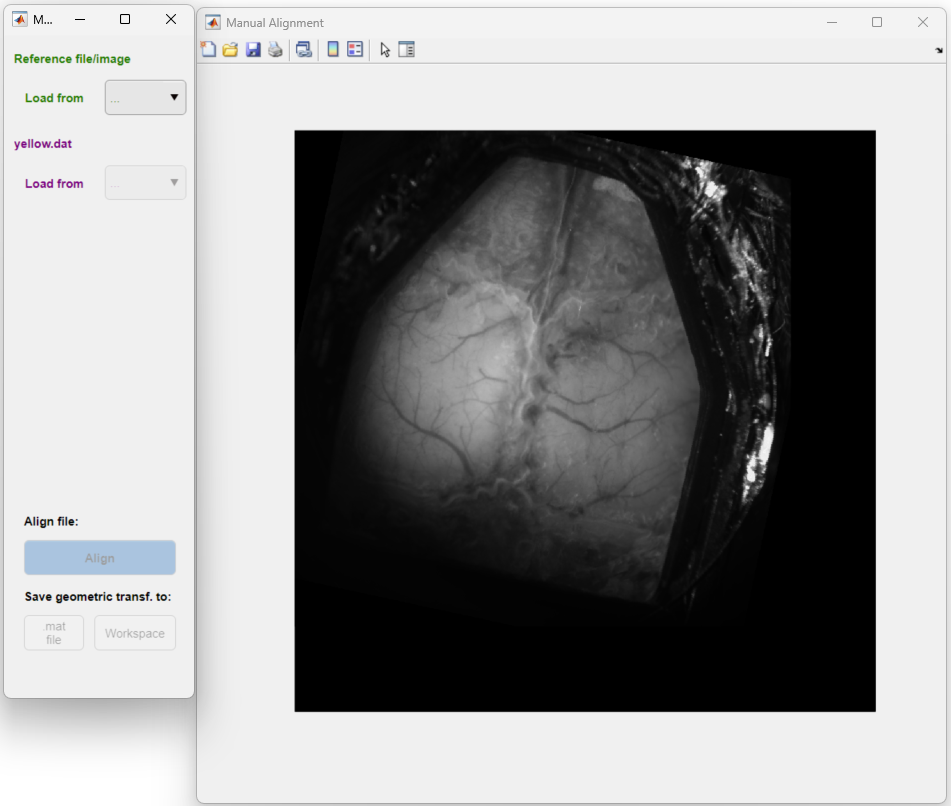 M...
Reference file/image
Load from
...
yellow.dat
Load from
...
Align file:
Align
Save geometric transf. to:
.mat
file
Workspace
Manual Alignment